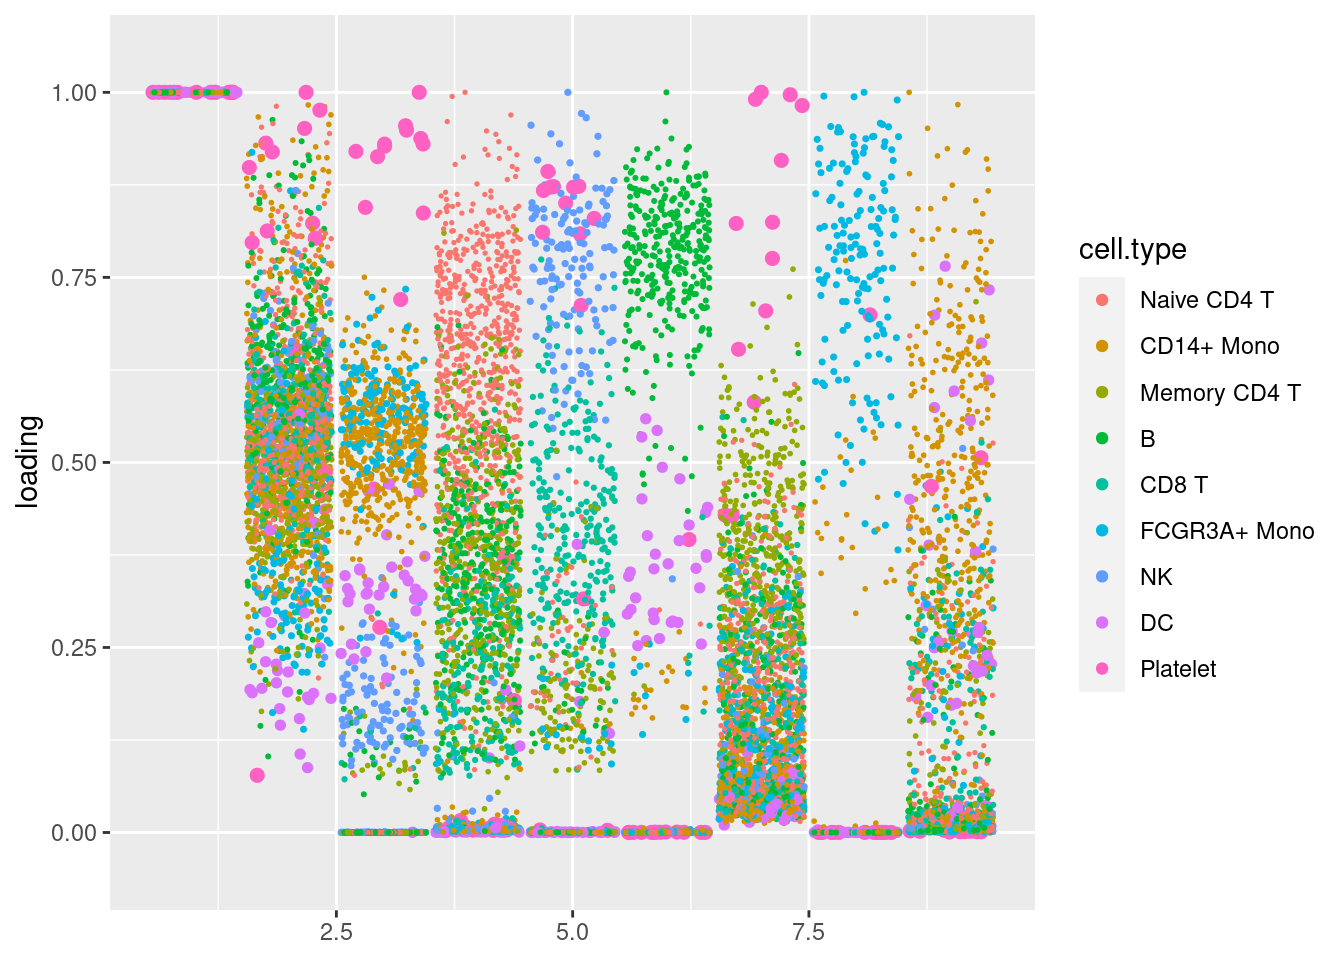 1.00
0.75
0.50
0.25
0.00
loading
2.5 5.0 7.5
cell.type
Naive CD4 T
CD14+ Mono
Memory CD4 T
B
CD8 T
FCGR3A+ Mono
NK
DC
Platelet